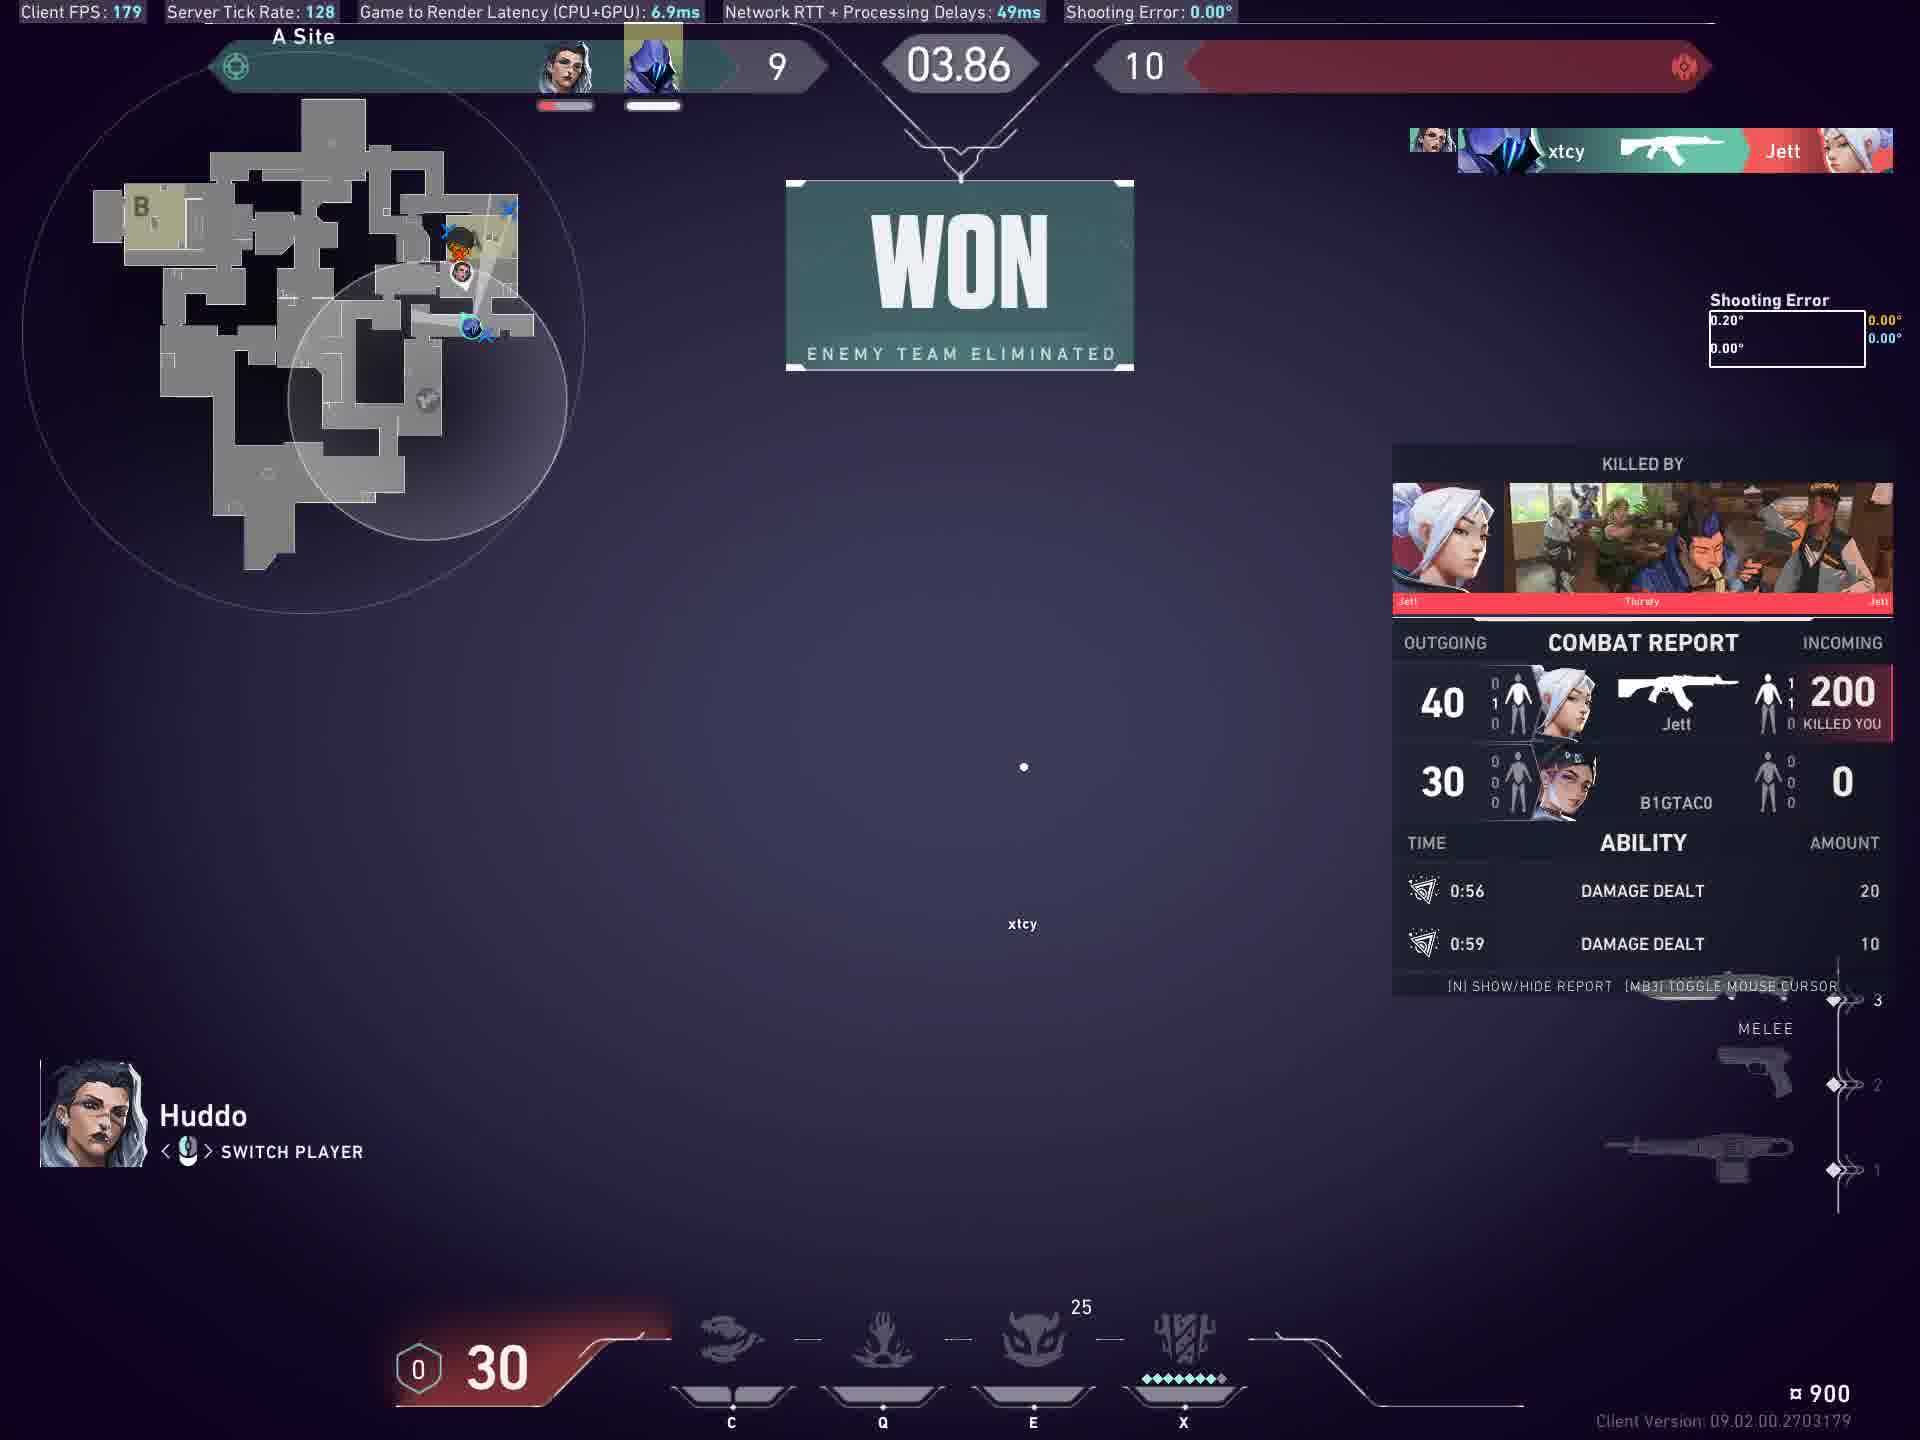 Client FPS: 179 Server Tick Rate: 128 Game to Render Latency (CPU+GPU): 6.9ms Network RTT + Processing Delays: 49ms Shooting Error: 0.00°
A Site
9 03.86 10
B
A
xtcy Jett
WON
ENEMY TEAM ELIMINATED
Shooting Error
0.20° 0.00°
0.00° 0.00°
KILLED BY
Jett Thirsty Jett
OUTGOING COMBAT REPORT INCOMING
40 0 1 0 Jett 1 1 0 200 KILLED YOU
30 0 0 0 B1GTAC0 0 0 0 0
TIME ABILITY AMOUNT
0:56 DAMAGE DEALT 20
0:59 DAMAGE DEALT 10
[N] SHOW/HIDE REPORT [MB3] TOGGLE MOUSE CURSOR
3
MELEE
2
1
xtcy
Huddo
< > SWITCH PLAYER
0 30
25
C Q E X
¤ 900
Client Version: 09.02.00.2703179